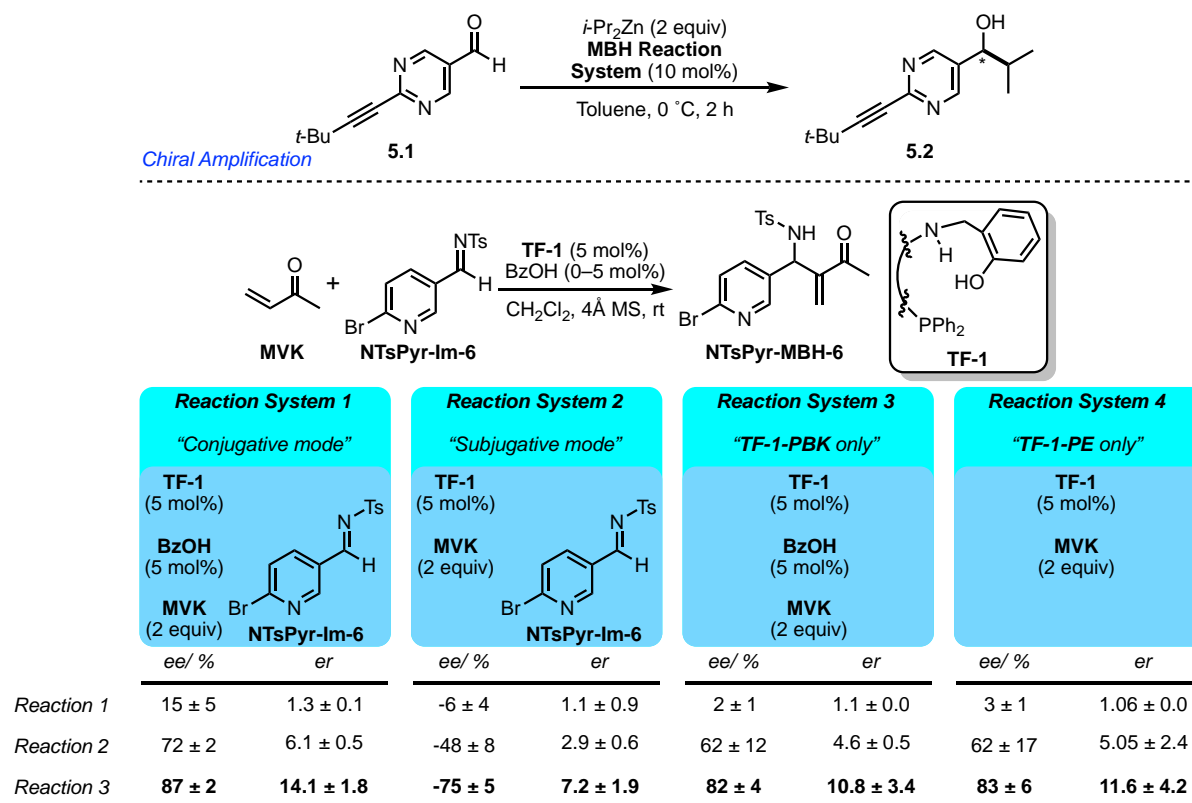 i-Pr₂Zn (2 equiv)
MBH Reaction
System (10 mol%)
Toluene, 0 ˚C, 2 h
O
H
N
N
t-Bu
5.1
OH
*
N
N
t-Bu
5.2
Chiral Amplification
O
MVK
+
NTs
H
Br
N
NTsPyr-Im-6
TF-1 (5 mol%)
BzOH (0–5 mol%)
CH₂Cl₂, 4Å MS, rt
Ts
NH
O
Br
N
NTsPyr-MBH-6
N
H
HO
PPh₂
TF-1
Reaction System 1
“Conjugative mode”
TF-1
(5 mol%)
BzOH
(5 mol%)
MVK
(2 equiv)
Ts
N
H
Br
N
NTsPyr-Im-6
Reaction System 2
“Subjugative mode”
TF-1
(5 mol%)
MVK
(2 equiv)
Ts
N
H
Br
N
NTsPyr-Im-6
Reaction System 3
“TF-1-PBK only”
TF-1
(5 mol%)
BzOH
(5 mol%)
MVK
(2 equiv)
Reaction System 4
“TF-1-PE only”
TF-1
(5 mol%)
MVK
(2 equiv)
ee/ % er ee/ % er ee/ % er ee/ % er
Reaction 1 15 ± 5 1.3 ± 0.1 -6 ± 4 1.1 ± 0.9 2 ± 1 1.1 ± 0.0 3 ± 1 1.06 ± 0.0
Reaction 2 72 ± 2 6.1 ± 0.5 -48 ± 8 2.9 ± 0.6 62 ± 12 4.6 ± 0.5 62 ± 17 5.05 ± 2.4
Reaction 3 87 ± 2 14.1 ± 1.8 -75 ± 5 7.2 ± 1.9 82 ± 4 10.8 ± 3.4 83 ± 6 11.6 ± 4.2